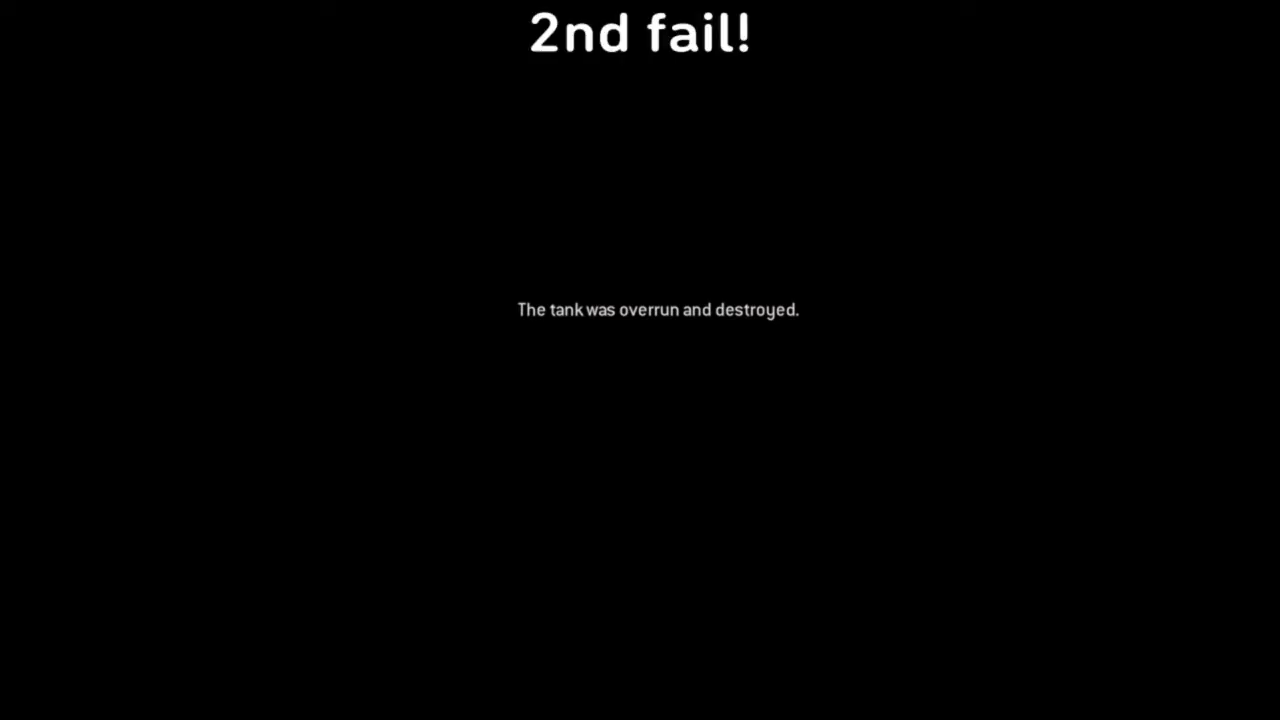 2nd fail!
The tank was overrun and destroyed.